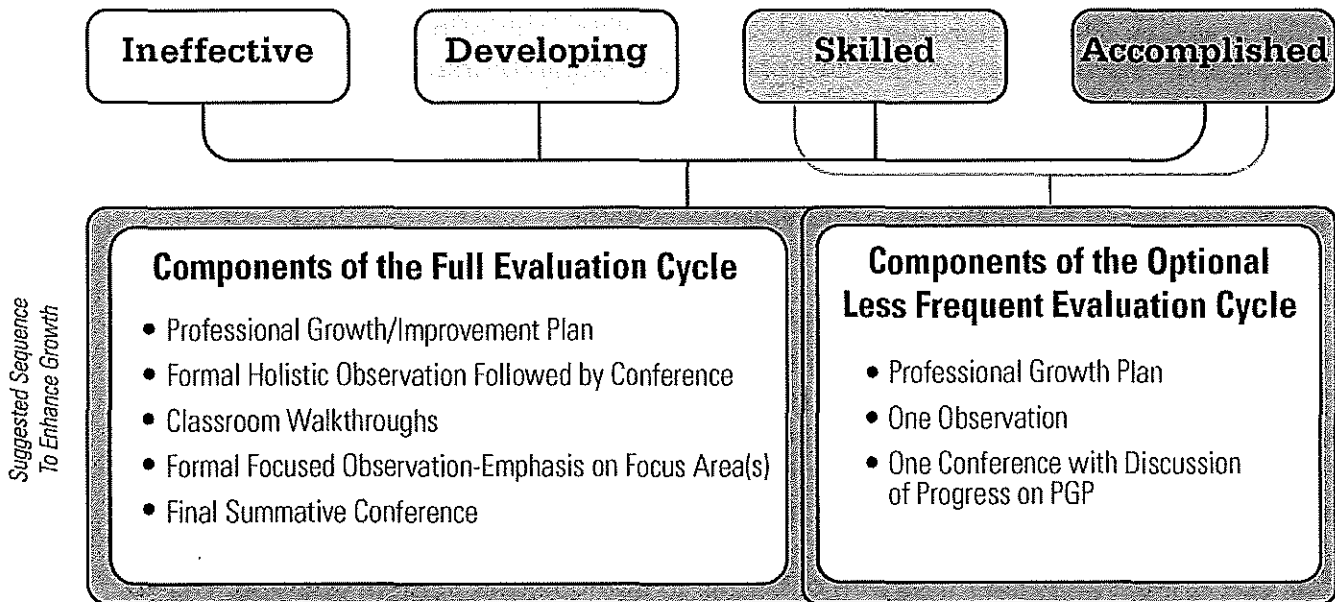 Ineffective
Developing
Skilled
Accomplished
Suggested Sequence
To Enhance Growth
Components of the Full Evaluation Cycle
• Professional Growth/Improvement Plan
• Formal Holistic Observation Followed by Conference
• Classroom Walkthroughs
• Formal Focused Observation-Emphasis on Focus Area(s)
• Final Summative Conference
Components of the Optional
Less Frequent Evaluation Cycle
• Professional Growth Plan
• One Observation
• One Conference with Discussion
of Progress on PGP